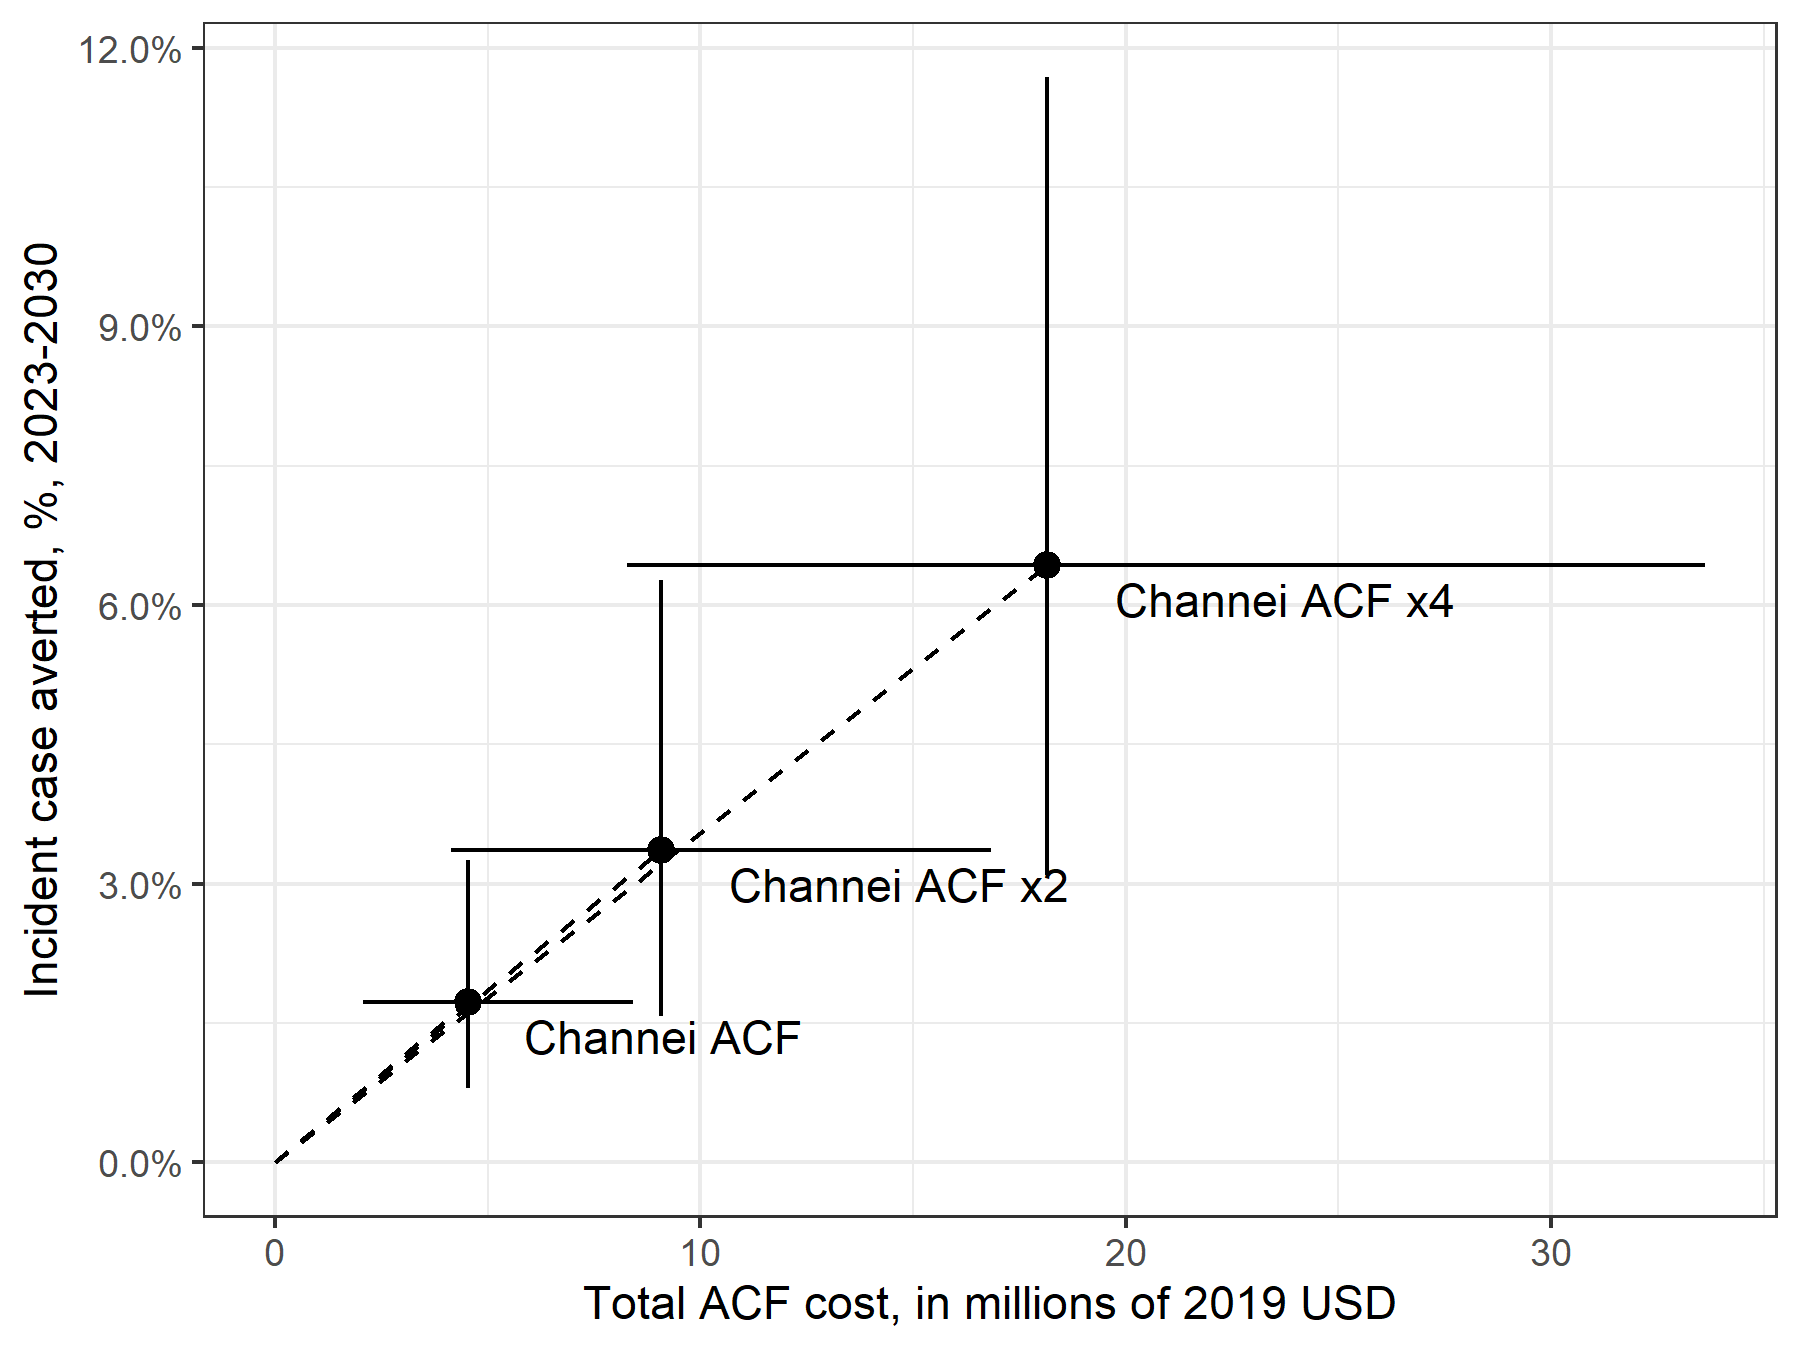 12.0%
9.0%
6.0%
3.0%
0.0%
Incident case averted, %, 2023-2030
Channei ACF x4
Channei ACF x2
Channei ACF
0 10 20 30
Total ACF cost, in millions of 2019 USD